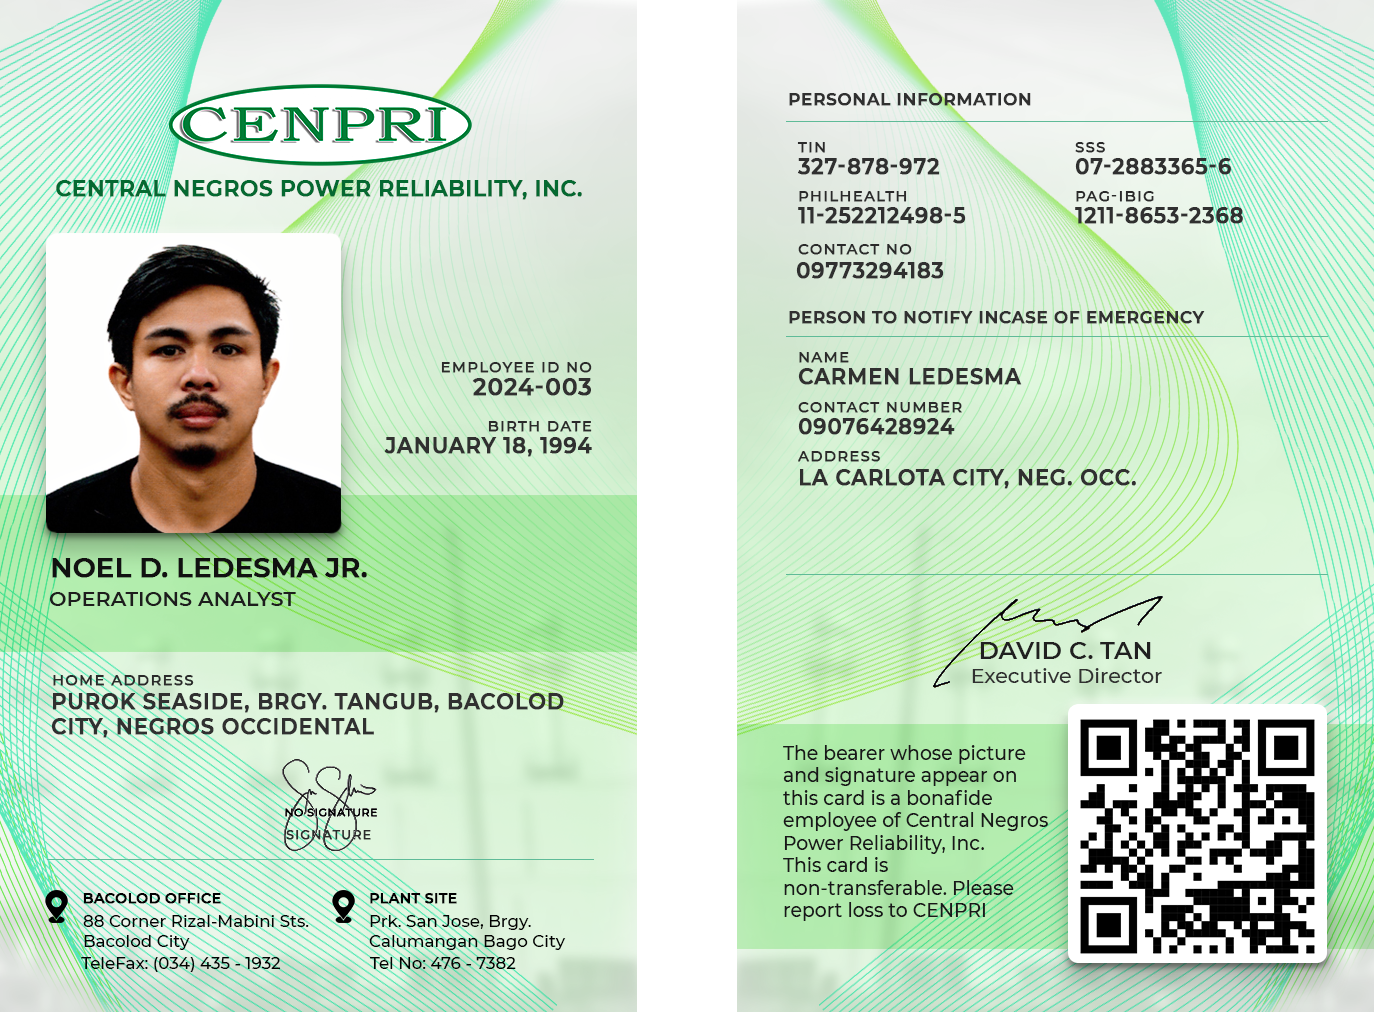 CENPRI
CENTRAL NEGROS POWER RELIABILITY, INC.
EMPLOYEE ID NO
2024-003
BIRTH DATE
JANUARY 18, 1994
NOEL D. LEDESMA JR.
OPERATIONS ANALYST
HOME ADDRESS
PUROK SEASIDE, BRGY. TANGUB, BACOLOD
CITY, NEGROS OCCIDENTAL
NO SIGNATURE
SIGNATURE
BACOLOD OFFICE
88 Corner Rizal-Mabini Sts.
Bacolod City
TeleFax: (034) 435 - 1932
PLANT SITE
Prk. San Jose, Brgy.
Calumangan Bago City
Tel No: 476 - 7382
PERSONAL INFORMATION
TIN
327-878-972
SSS
07-2883365-6
PHILHEALTH
11-252212498-5
PAG-IBIG
1211-8653-2368
CONTACT NO
09773294183
PERSON TO NOTIFY INCASE OF EMERGENCY
NAME
CARMEN LEDESMA
CONTACT NUMBER
09076428924
ADDRESS
LA CARLOTA CITY, NEG. OCC.
DAVID C. TAN
Executive Director
The bearer whose picture
and signature appear on
this card is a bonafide
employee of Central Negros
Power Reliability, Inc.
This card is
non-transferable. Please
report loss to CENPRI